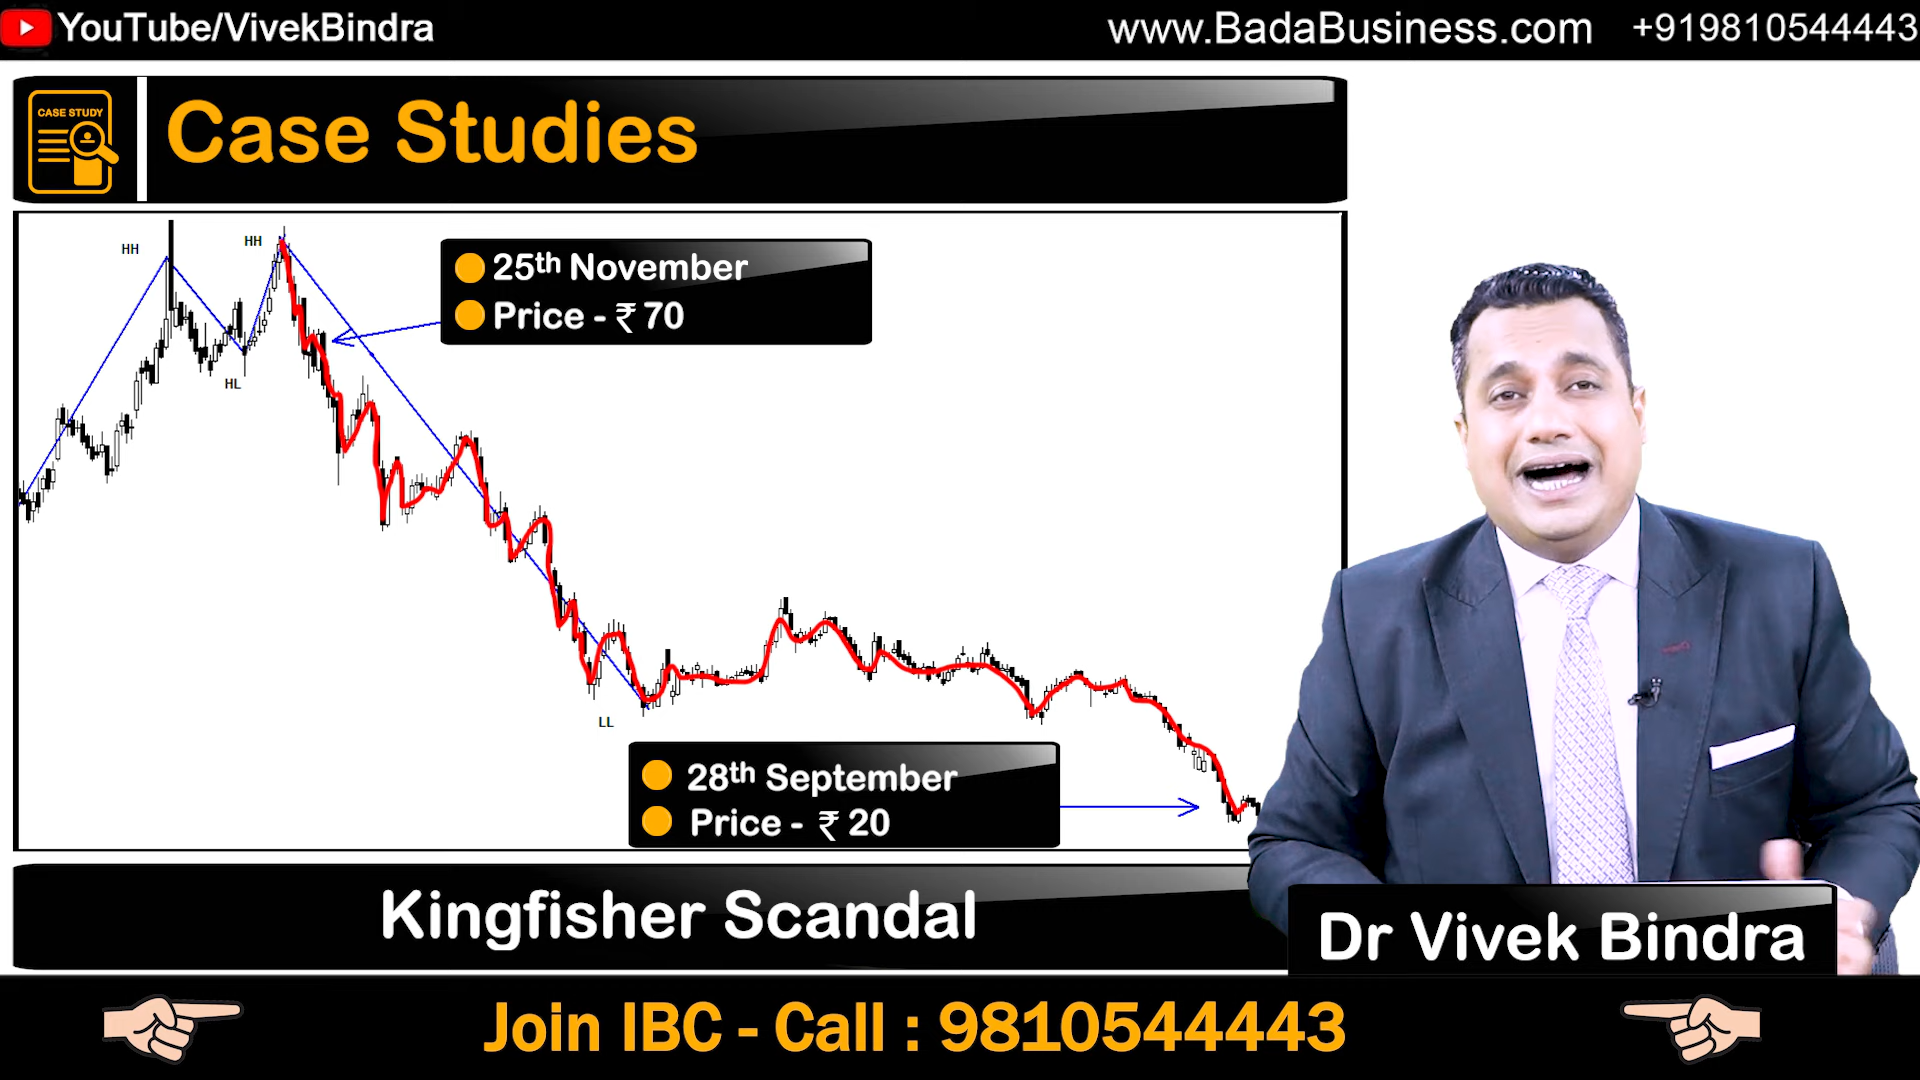 YouTube/VivekBindra
www.BadaBusiness.com +919810544443
CASE STUDY
Case Studies
HH
HH
HL
25th November
Price - ₹ 70
LL
28th September
Price - ₹ 20
Kingfisher Scandal
Dr Vivek Bindra
Join IBC - Call : 9810544443